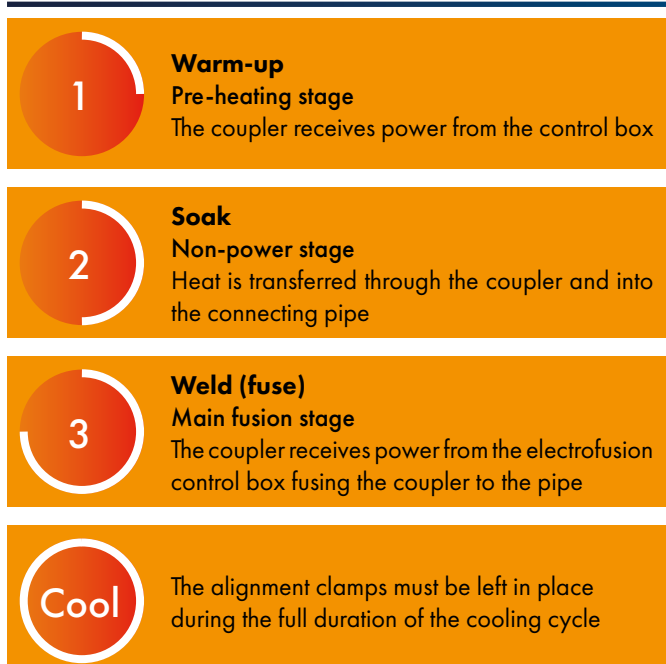 1
Warm-up
Pre-heating stage
The coupler receives power from the control box
2
Soak
Non-power stage
Heat is transferred through the coupler and into
the connecting pipe
3
Weld (fuse)
Main fusion stage
The coupler receives power from the electrofusion
control box fusing the coupler to the pipe
Cool
The alignment clamps must be left in place
during the full duration of the cooling cycle